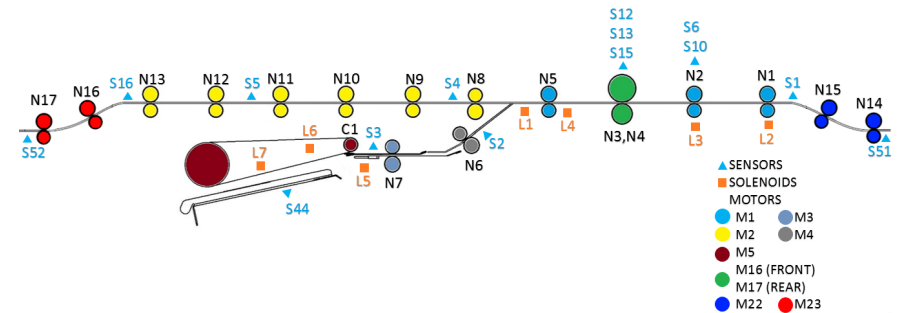 S12
S13
S15
S6
S10
N17
N16
S16
N13
N12
S5
N11
N10
N9
S4
N8
N5
N2
N1
S1
N15
N14
S52
L6
C1
S3
L1
L4
N3,N4
L3
L2
S51
L7
L5
N7
S2
N6
S44
SENSORS
SOLENOIDS
MOTORS
M1
M3
M2
M4
M5
M16 (FRONT)
M17 (REAR)
M22
M23